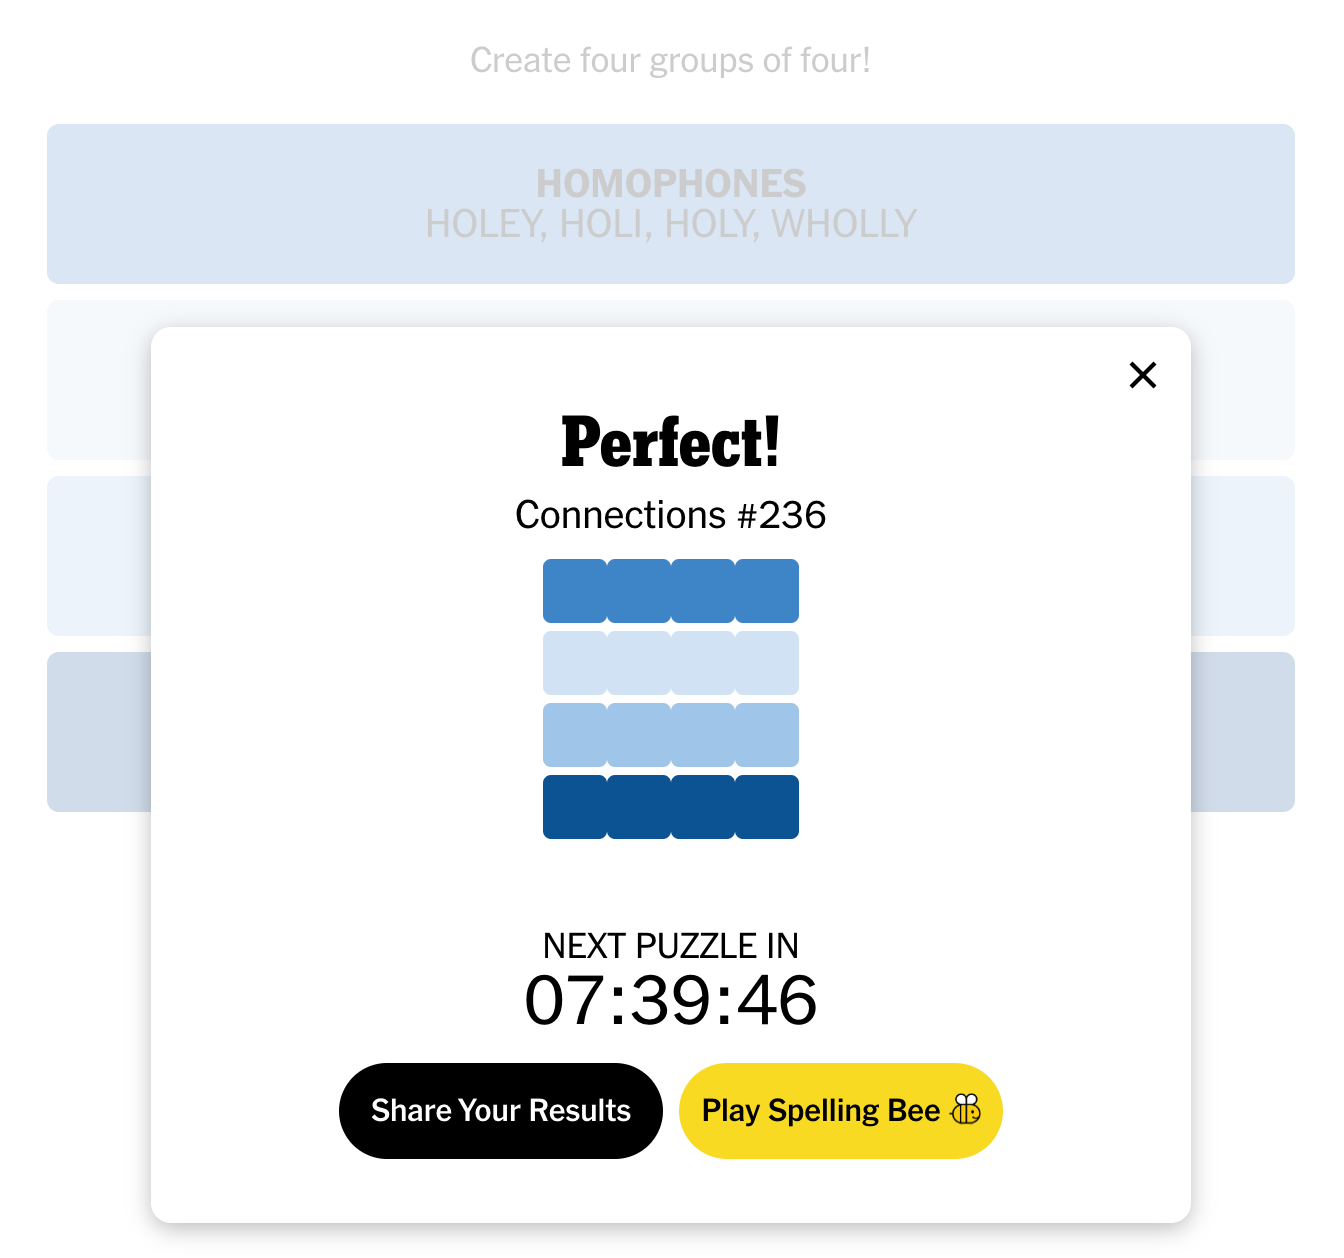 Create four groups of four!
HOMOPHONES
HOLEY, HOLI, HOLY, WHOLLY
Perfect!
Connections #236
NEXT PUZZLE IN
07:39:46
Share Your Results
Play Spelling Bee